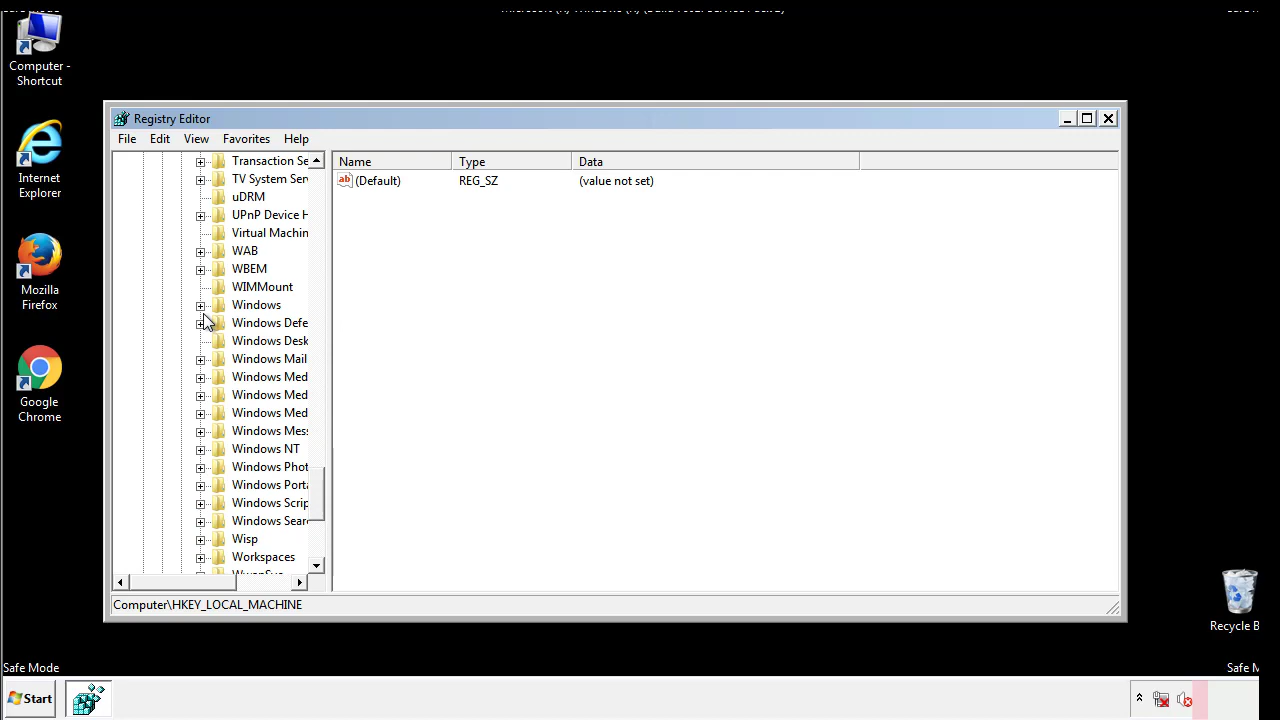 Computer -
Shortcut
Internet
Explorer
Mozilla
Firefox
Google
Chrome
Registry Editor
File Edit View Favorites Help
Transaction Se
TV System Serv
uDRM
UPnP Device H
Virtual Machin
WAB
WBEM
WIMMount
Windows
Windows Defe
Windows Desk
Windows Mail
Windows Med
Windows Med
Windows Med
Windows Mess
Windows NT
Windows Phot
Windows Porta
Windows Scrip
Windows Sear
Wisp
Workspaces
Name Type Data
ab (Default) REG_SZ (value not set)
Computer\HKEY_LOCAL_MACHINE
Recycle B
Safe Mode
Safe M
Start